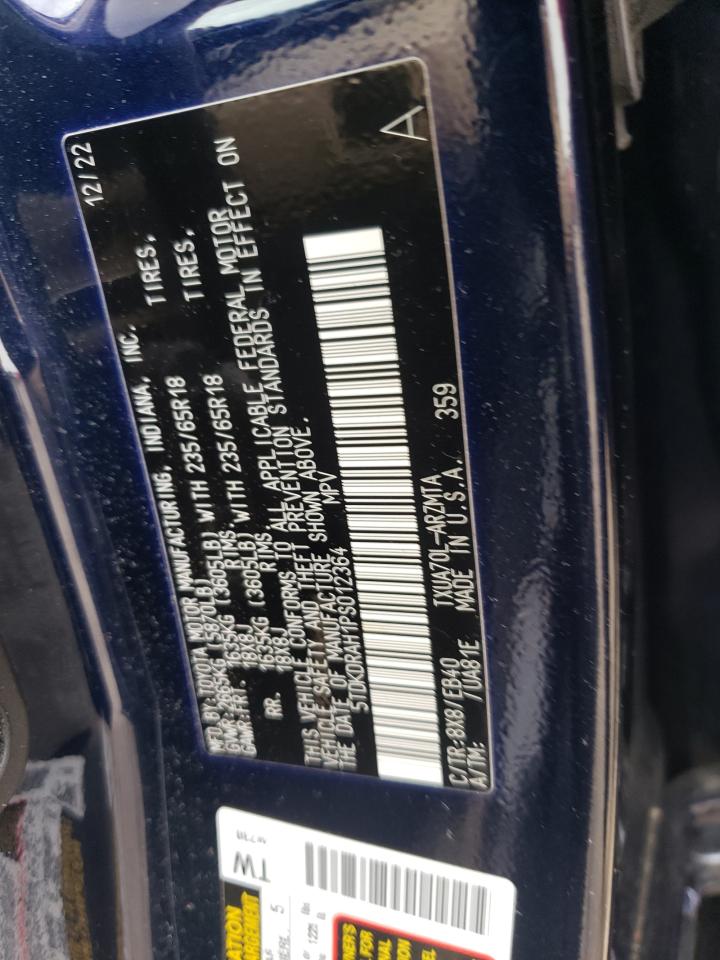 MFD BY: TOYOTA MOTOR MANUFACTURING, INDIANA, INC. 12/22
GVWR: 2665KG (5870LB)
GAWR: FRT. 1635KG (3605LB) WITH 235/65R18 TIRES,
18X8J RIMS,
RR. 1635KG (3605LB) WITH 235/65R18 TIRES,
18X8J RIMS,
THIS VEHICLE CONFORMS TO ALL APPLICABLE FEDERAL MOTOR
VEHICLE SAFETY AND THEFT PREVENTION STANDARDS IN EFFECT ON
THE DATE OF MANUFACTURE SHOWN ABOVE.
5TDKDRAH1PS012364 MPV
A
C/TR:8X8/EB40 TXUA70L-ARZMTA 359
A/TM: /UA81E MADE IN U.S.A.
TW
5